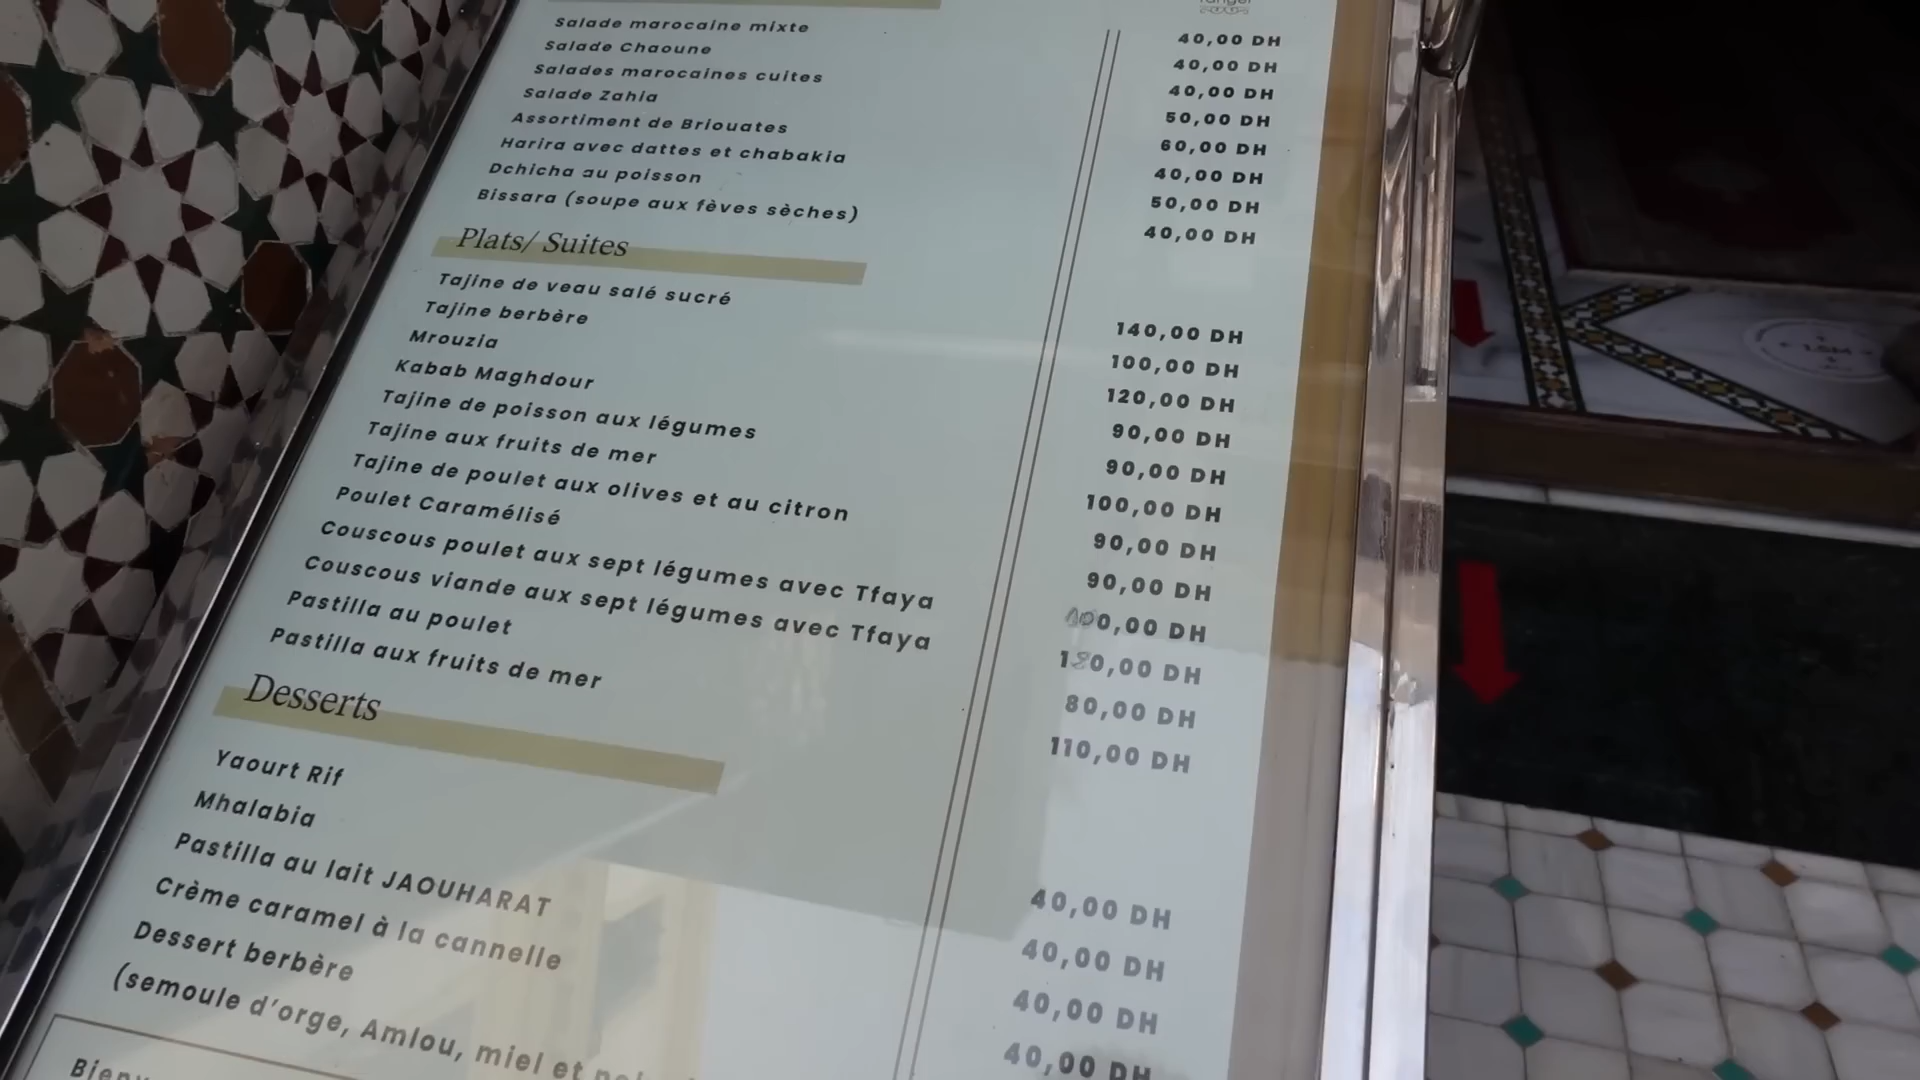 Salade marocaine mixte 40,00 DH
Salade Chaoune 40,00 DH
Salades marocaines cuites 40,00 DH
Salade Zahia 50,00 DH
Assortiment de Briouates 60,00 DH
Harira avec dattes et chabakia 40,00 DH
Dchicha au poisson 50,00 DH
Bissara (soupe aux fèves sèches) 40,00 DH
Plats/ Suites
Tajine de veau salé sucré 140,00 DH
Tajine berbère 100,00 DH
Mrouzia 120,00 DH
Kabab Maghdour 90,00 DH
Tajine de poisson aux légumes 90,00 DH
Tajine aux fruits de mer 100,00 DH
Tajine de poulet aux olives et au citron 90,00 DH
Poulet Caramélisé 90,00 DH
Couscous poulet aux sept légumes avec Tfaya DH
Couscous viande aux sept légumes avec Tfaya DH
Pastilla au poulet 80,00 DH
Pastilla aux fruits de mer 110,00 DH
Desserts
Yaourt Rif 40,00 DH
Mhalabia 40,00 DH
Pastilla au lait JAOUHARAT 40,00 DH
Crème caramel à la cannelle 40,00 DH
Dessert berbère
(semoule d'orge, Amlou, miel et